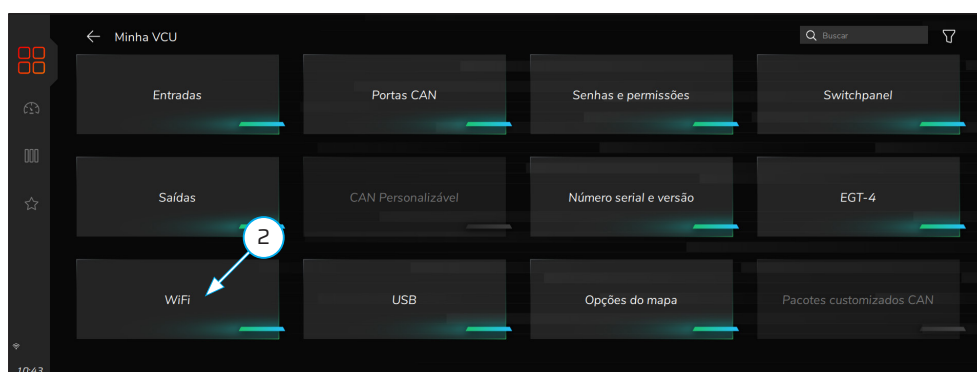 Minha VCU
Buscar
Entradas
Portas CAN
Senhas e permissões
Switchpanel
Saídas
CAN Personalizável
Número serial e versão
EGT-4
2
WiFi
USB
Opções do mapa
Pacotes customizados CAN
10:43